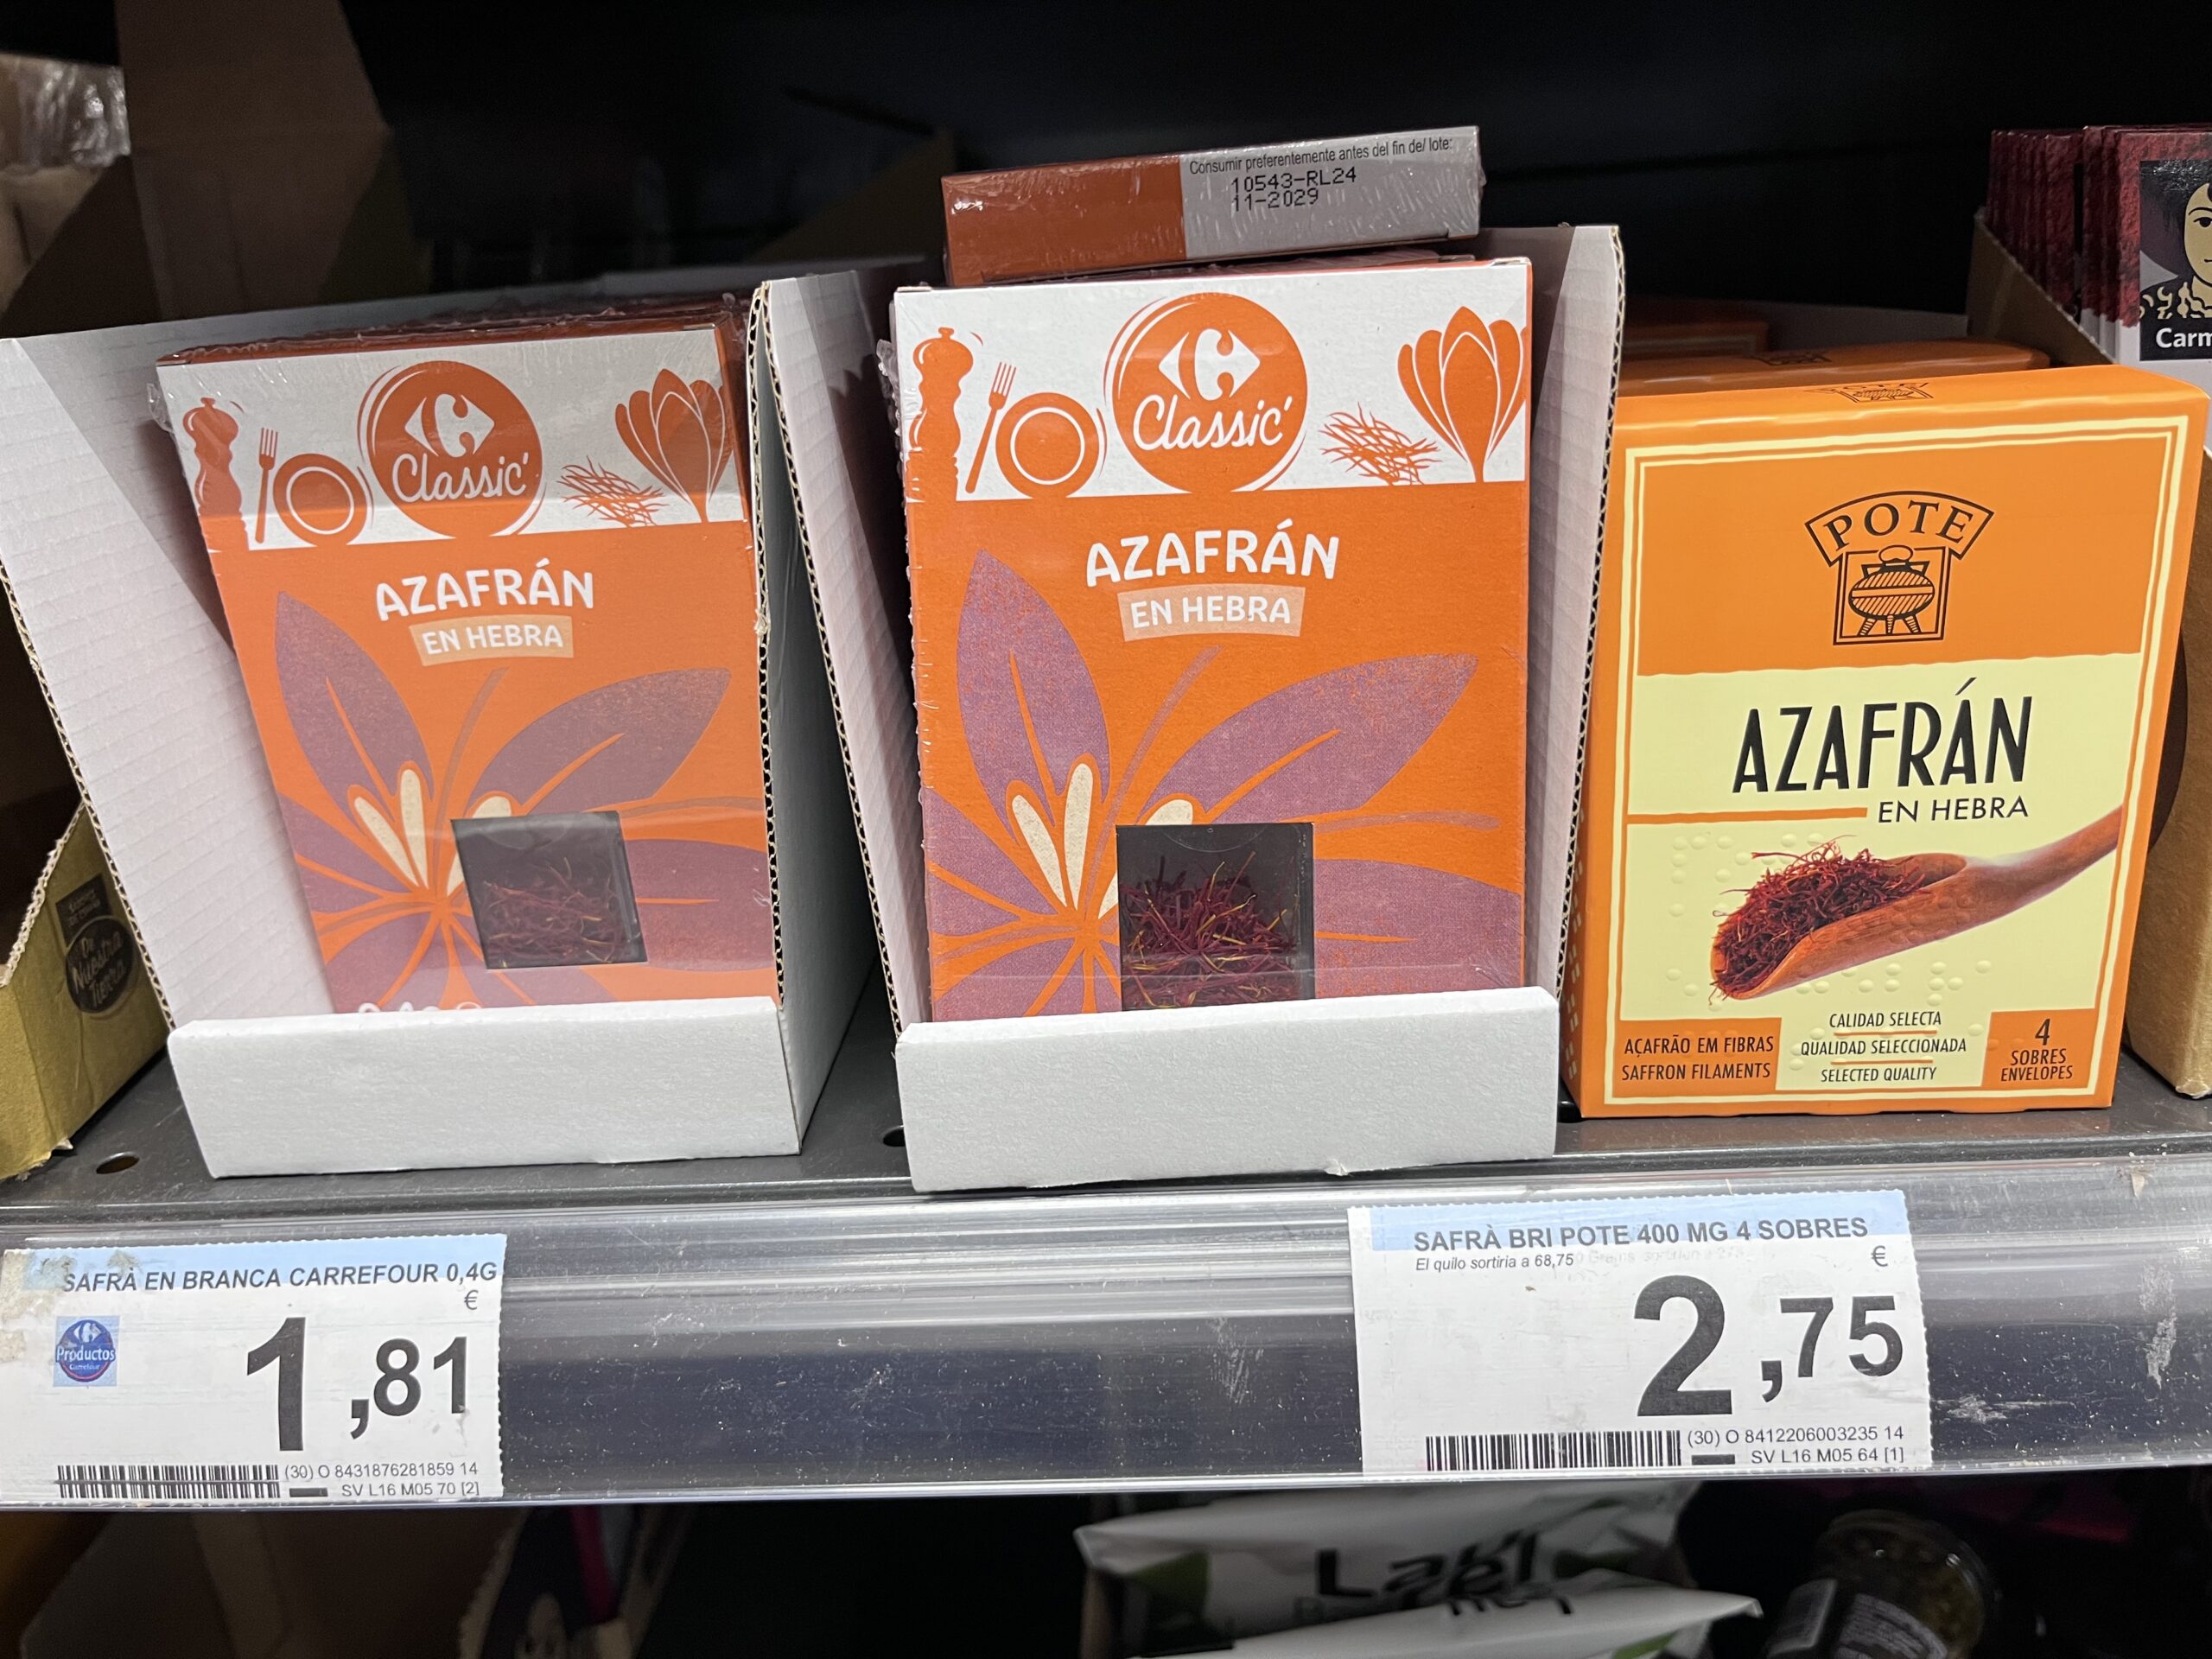 Consumir preferentemente antes del fin de/ lote:
10543-RL24
11-2029
Classic'
AZAFRÁN
EN HEBRA
Classic'
AZAFRÁN
EN HEBRA
POTE
AZAFRÁN
EN HEBRA
AÇAFRÃO EM FIBRAS
SAFFRON FILAMENTS
CALIDAD SELECTA
QUALIDAD SELECCIONADA
SELECTED QUALITY
4
SOBRES
ENVELOPES
De
Nuestra
Tierra
SAFRÀ EN BRANCA CARREFOUR 0,4G
€
Productos
Carrefour
1,81
(30) O 8431876281859 14
SV L16 M05 70 [2]
SAFRÀ BRI POTE 400 MG 4 SOBRES
El quilo sortiria a 68,75
€
2,75
(30) O 8412206003235 14
SV L16 M05 64 [1]